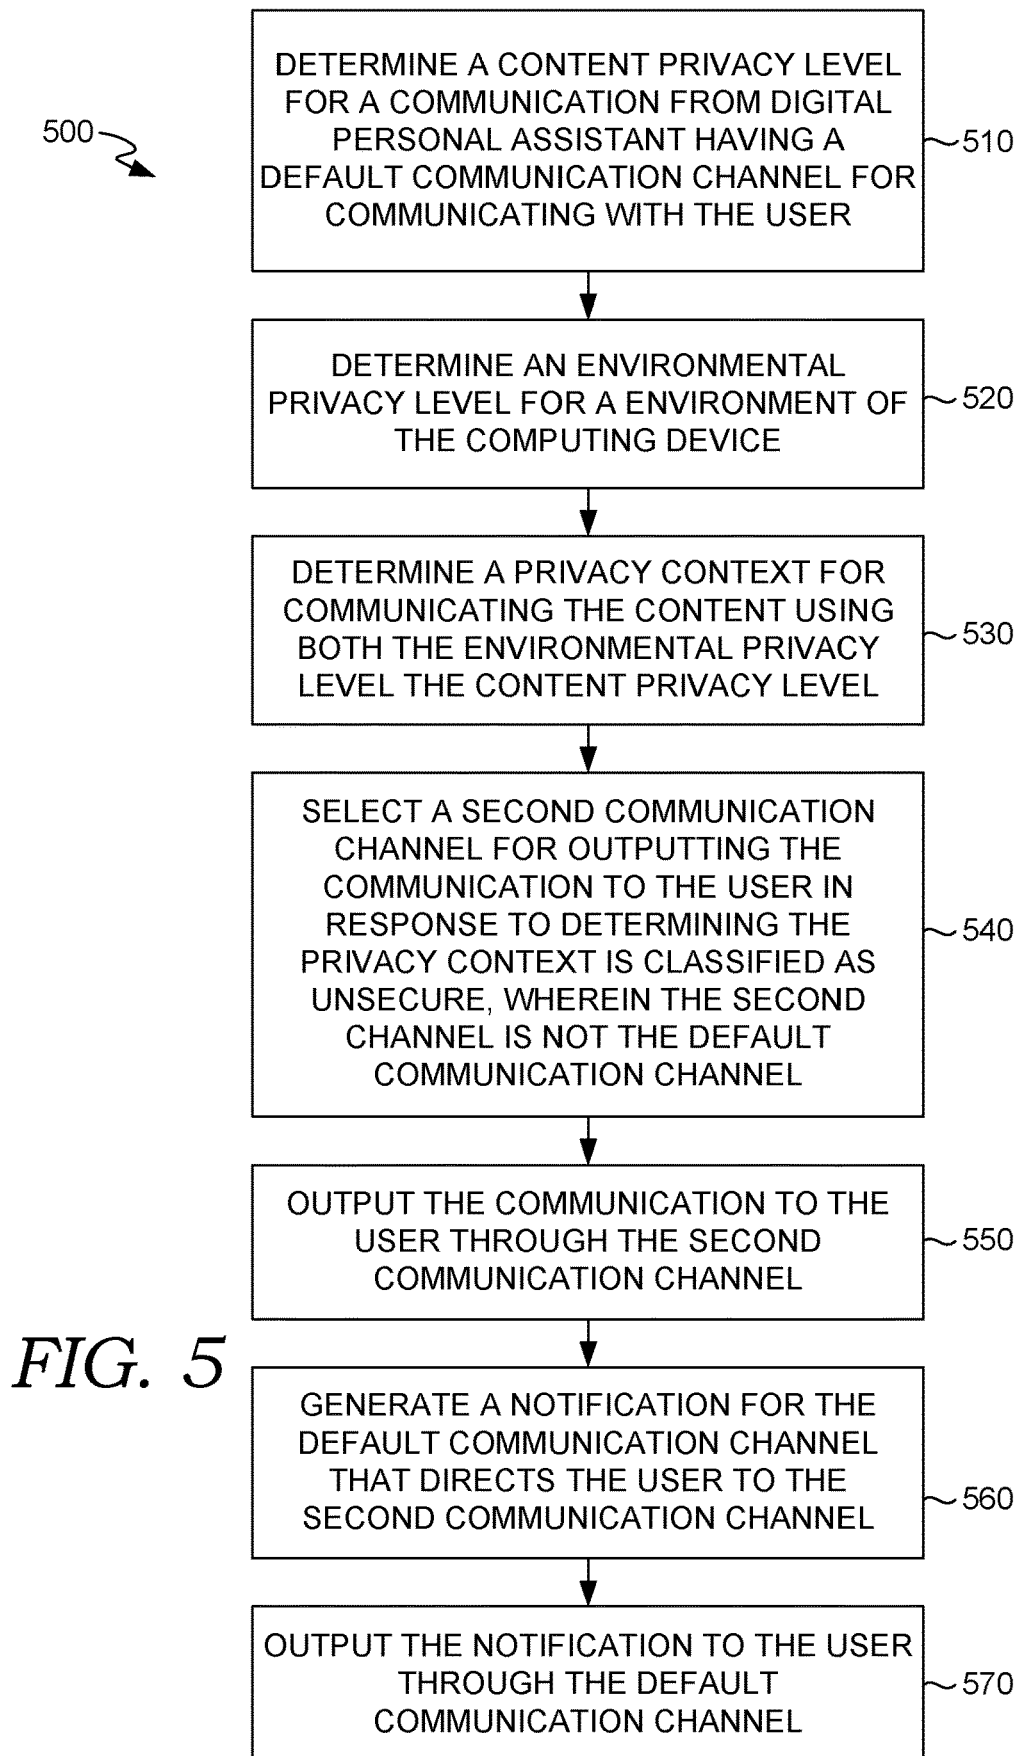 500
DETERMINE A CONTENT PRIVACY LEVEL
FOR A COMMUNICATION FROM DIGITAL
PERSONAL ASSISTANT HAVING A
DEFAULT COMMUNICATION CHANNEL FOR
COMMUNICATING WITH THE USER
510
DETERMINE AN ENVIRONMENTAL
PRIVACY LEVEL FOR A ENVIRONMENT OF
THE COMPUTING DEVICE
520
DETERMINE A PRIVACY CONTEXT FOR
COMMUNICATING THE CONTENT USING
BOTH THE ENVIRONMENTAL PRIVACY
LEVEL THE CONTENT PRIVACY LEVEL
530
SELECT A SECOND COMMUNICATION
CHANNEL FOR OUTPUTTING THE
COMMUNICATION TO THE USER IN
RESPONSE TO DETERMINING THE
PRIVACY CONTEXT IS CLASSIFIED AS
UNSECURE, WHEREIN THE SECOND
CHANNEL IS NOT THE DEFAULT
COMMUNICATION CHANNEL
540
OUTPUT THE COMMUNICATION TO THE
USER THROUGH THE SECOND
COMMUNICATION CHANNEL
550
FIG. 5
GENERATE A NOTIFICATION FOR THE
DEFAULT COMMUNICATION CHANNEL
THAT DIRECTS THE USER TO THE
SECOND COMMUNICATION CHANNEL
560
OUTPUT THE NOTIFICATION TO THE USER
THROUGH THE DEFAULT
COMMUNICATION CHANNEL
570